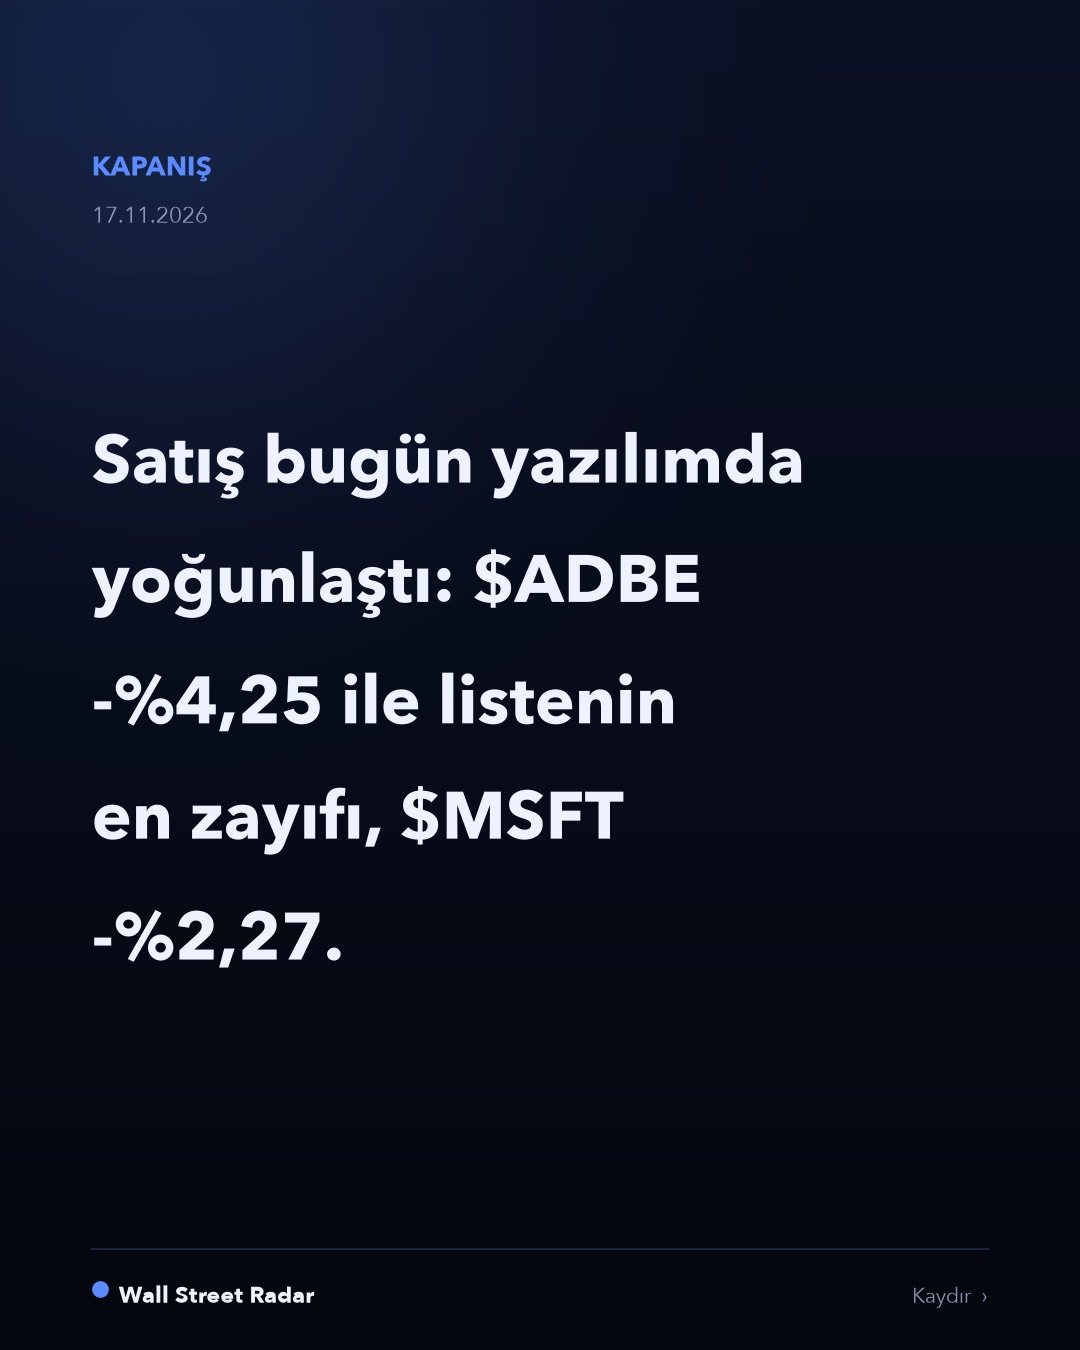 KAPANIŞ
17.11.2026
Satış bugün yazılımda
yoğunlaştı: $ADBE
-%4,25 ile listenin
en zayıfı, $MSFT
-%2,27.
Wall Street Radar
Kaydır ›